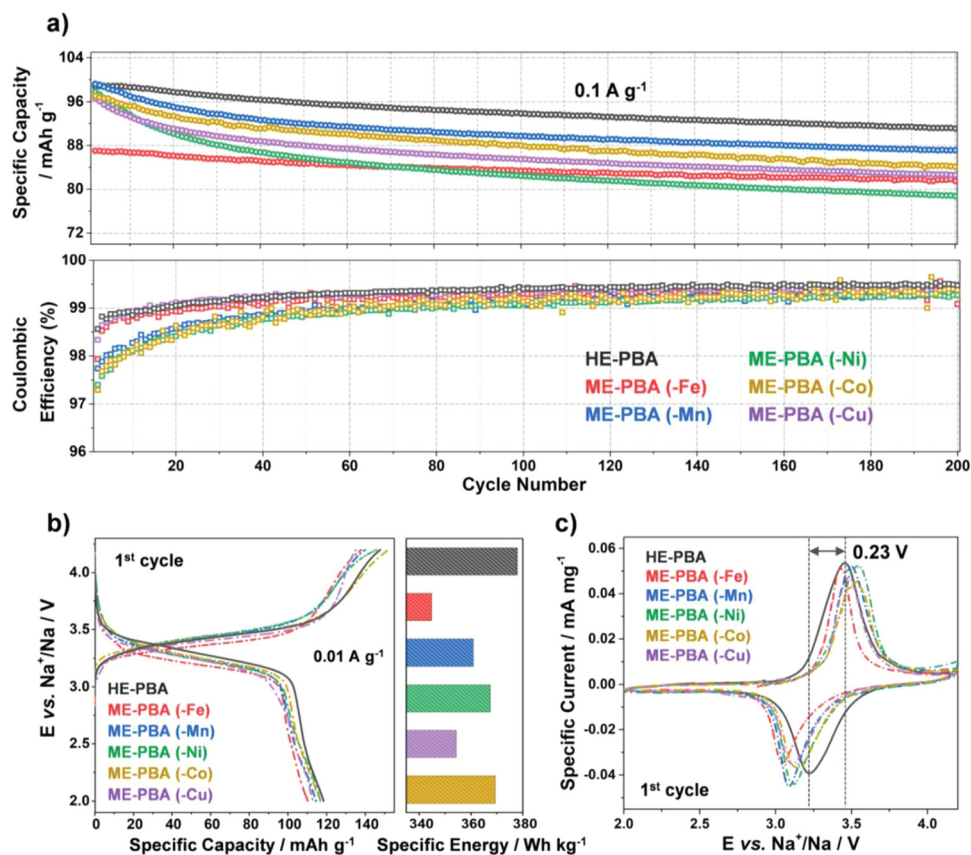 a)
Specific Capacity
/ mAh g⁻¹
104
96
88
80
72
0.1 A g⁻¹
Coulombic
Efficiency (%)
100
99
98
97
96
HE-PBA
ME-PBA (-Fe)
ME-PBA (-Mn)
ME-PBA (-Ni)
ME-PBA (-Co)
ME-PBA (-Cu)
20 40 60 80 100 120 140 160 180 200
Cycle Number
b)
E vs. Na⁺/Na / V
4.0
3.5
3.0
2.5
2.0
1ˢᵗ cycle
0.01 A g⁻¹
HE-PBA
ME-PBA (-Fe)
ME-PBA (-Mn)
ME-PBA (-Ni)
ME-PBA (-Co)
ME-PBA (-Cu)
0 20 40 60 80 100 120 140
Specific Capacity / mAh g⁻¹
340 360 380
Specific Energy / Wh kg⁻¹
c)
Specific Current / mA mg⁻¹
0.06
0.04
0.02
0.00
-0.02
-0.04
HE-PBA
ME-PBA (-Fe)
ME-PBA (-Mn)
ME-PBA (-Ni)
ME-PBA (-Co)
ME-PBA (-Cu)
0.23 V
1ˢᵗ cycle
2.0 2.5 3.0 3.5 4.0
E vs. Na⁺/Na / V